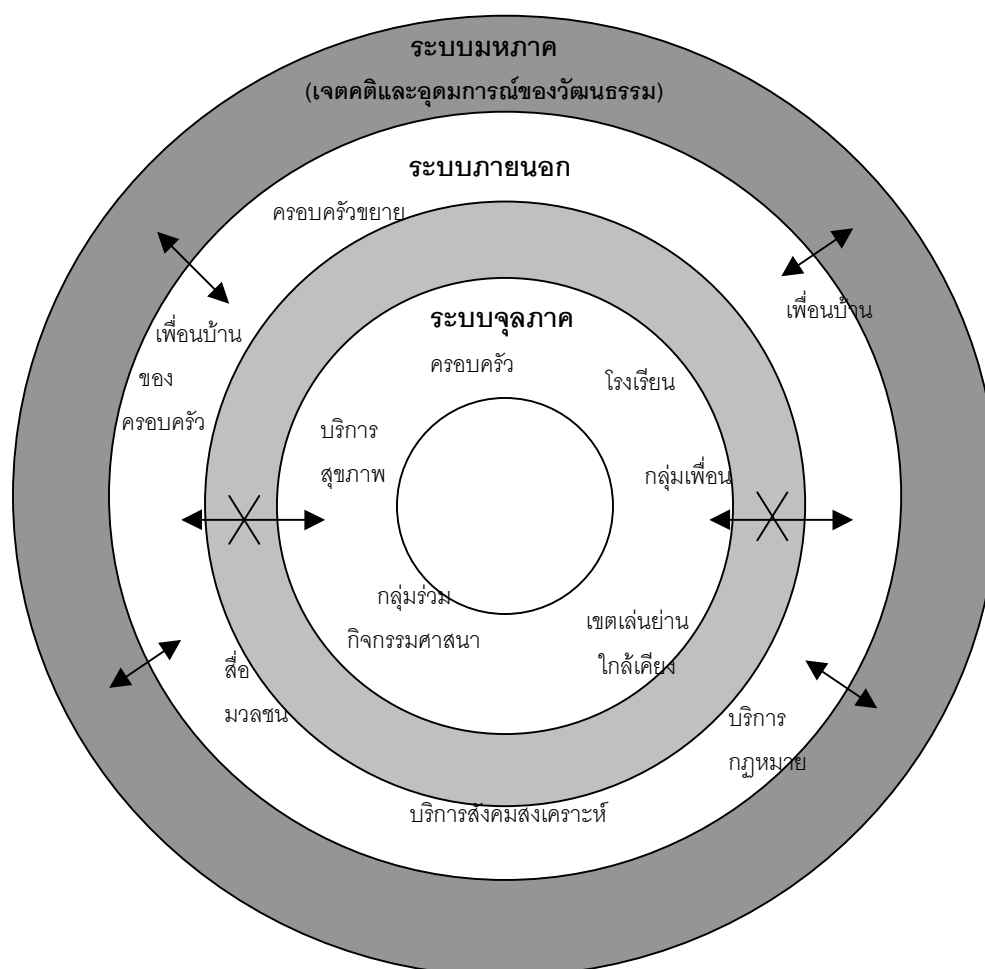 ระบบมหภาค
(เจตคติและอุดมการณ์ของวัฒนธรรม)
ระบบภายนอก
ครอบครัวขยาย
เพื่อนบ้าน
ระบบจุลภาค
เพื่อนบ้าน
ของ
ครอบครัว
ครอบครัว
โรงเรียน
บริการ
สุขภาพ
กลุ่มเพื่อน
กลุ่มร่วม
กิจกรรมศาสนา
เขตเล่นย่าน
ใกล้เคียง
สื่อ
มวลชน
บริการ
กฏหมาย
บริการสังคมสงเคราะห์